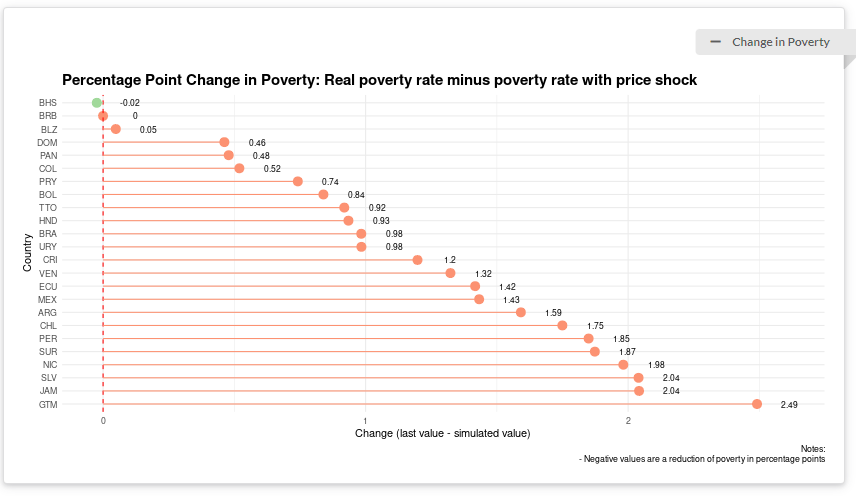 Change in Poverty
Percentage Point Change in Poverty: Real poverty rate minus poverty rate with price shock
BHS -0.02
BRB 0
BLZ 0.05
DOM 0.46
PAN 0.48
COL 0.52
PRY 0.74
BOL 0.84
TTO 0.92
HND 0.93
BRA 0.98
URY 0.98
CRI 1.2
VEN 1.32
ECU 1.42
MEX 1.43
ARG 1.59
CHL 1.75
PER 1.85
SUR 1.87
NIC 1.98
SLV 2.04
JAM 2.04
GTM 2.49
Country
0 1 2
Change (last value - simulated value)
Notes:
- Negative values are a reduction of poverty in percentage points